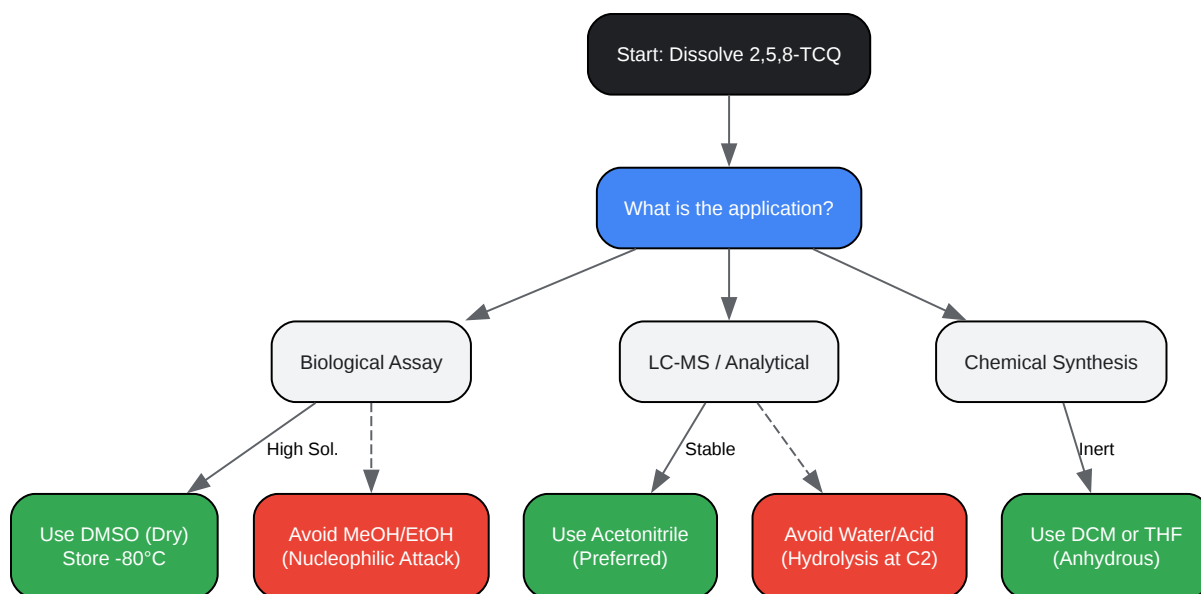 Start: Dissolve 2,5,8-TCQ
What is the application?
Biological Assay
LC-MS / Analytical
Chemical Synthesis
High Sol.
Stable
Inert
Use DMSO (Dry)
Store -80°C
Avoid MeOH/EtOH
(Nucleophilic Attack)
Use Acetonitrile
(Preferred)
Avoid Water/Acid
(Hydrolysis at C2)
Use DCM or THF
(Anhydrous)